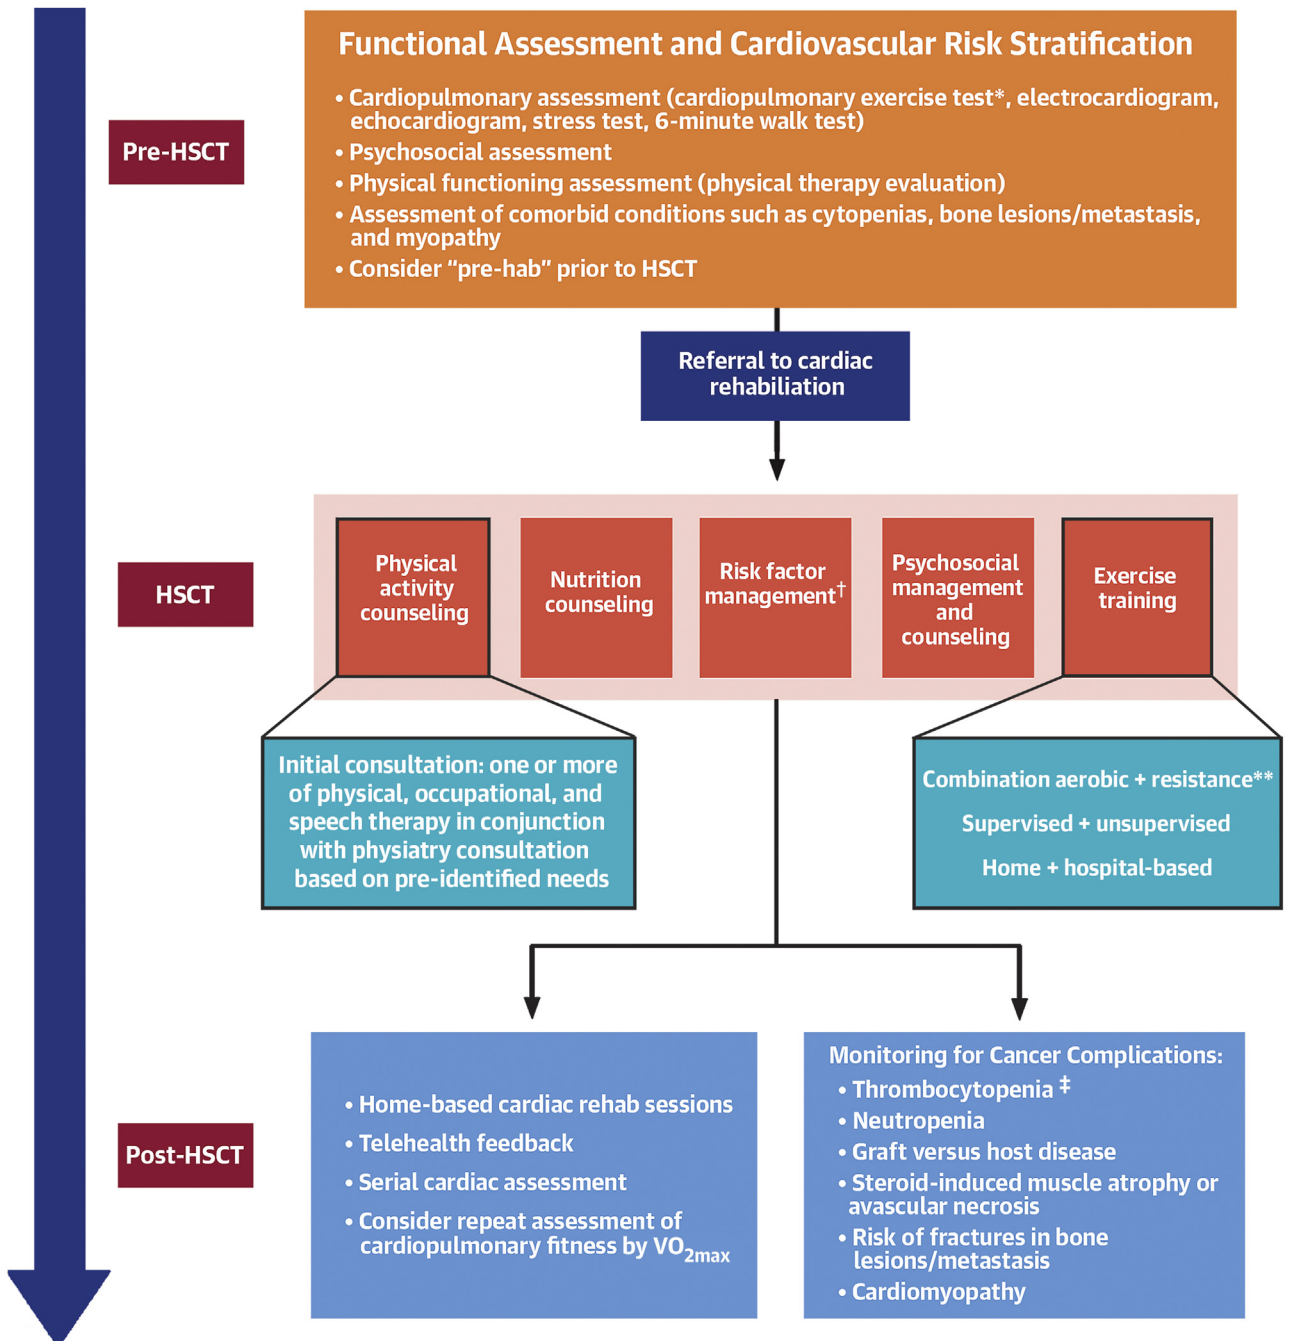 Functional Assessment and Cardiovascular Risk Stratification
• Cardiopulmonary assessment (cardiopulmonary exercise test*, electrocardiogram,
echocardiogram, stress test, 6-minute walk test)
• Psychosocial assessment
• Physical functioning assessment (physical therapy evaluation)
• Assessment of comorbid conditions such as cytopenias, bone lesions/metastasis,
and myopathy
• Consider “pre-hab” prior to HSCT
Pre-HSCT
Referral to cardiac
rehabiliation
HSCT
Physical
activity
counseling
Nutrition
counseling
Risk factor
management†
Psychosocial
management
and
counseling
Exercise
training
Initial consultation: one or more
of physical, occupational, and
speech therapy in conjunction
with physiatry consultation
based on pre-identified needs
Combination aerobic + resistance**
Supervised + unsupervised
Home + hospital-based
Post-HSCT
• Home-based cardiac rehab sessions
• Telehealth feedback
• Serial cardiac assessment
• Consider repeat assessment of
cardiopulmonary fitness by VO2max
Monitoring for Cancer Complications:
• Thrombocytopenia ‡
• Neutropenia
• Graft versus host disease
• Steroid-induced muscle atrophy or
avascular necrosis
• Risk of fractures in bone
lesions/metastasis
• Cardiomyopathy